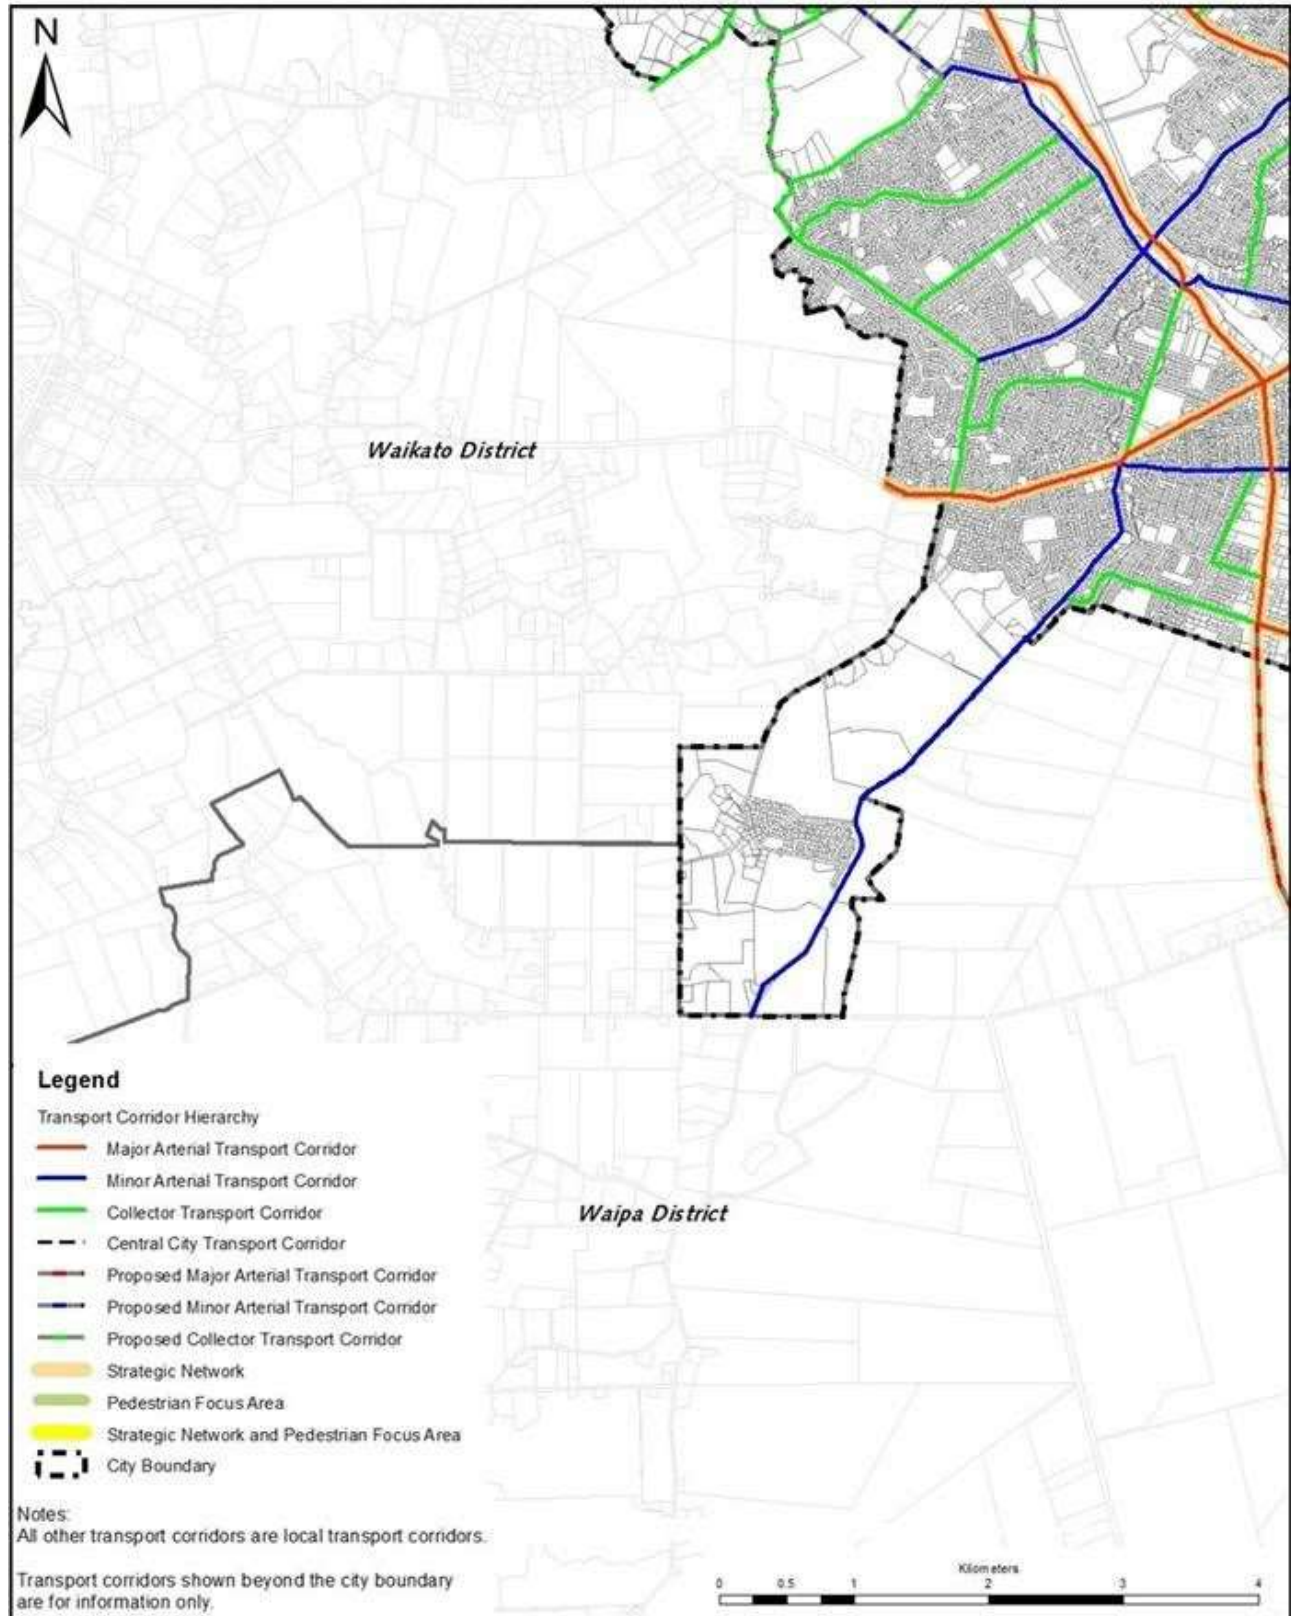 N
Waikato District
Waipa District
Legend
Transport Corridor Hierarchy
Major Arterial Transport Corridor
Minor Arterial Transport Corridor
Collector Transport Corridor
Central City Transport Corridor
Proposed Major Arterial Transport Corridor
Proposed Minor Arterial Transport Corridor
Proposed Collector Transport Corridor
Strategic Network
Pedestrian Focus Area
Strategic Network and Pedestrian Focus Area
City Boundary
Notes:
All other transport corridors are local transport corridors.
Transport corridors shown beyond the city boundary
are for information only.
Kilometers
0 0.5 1 2 3 4